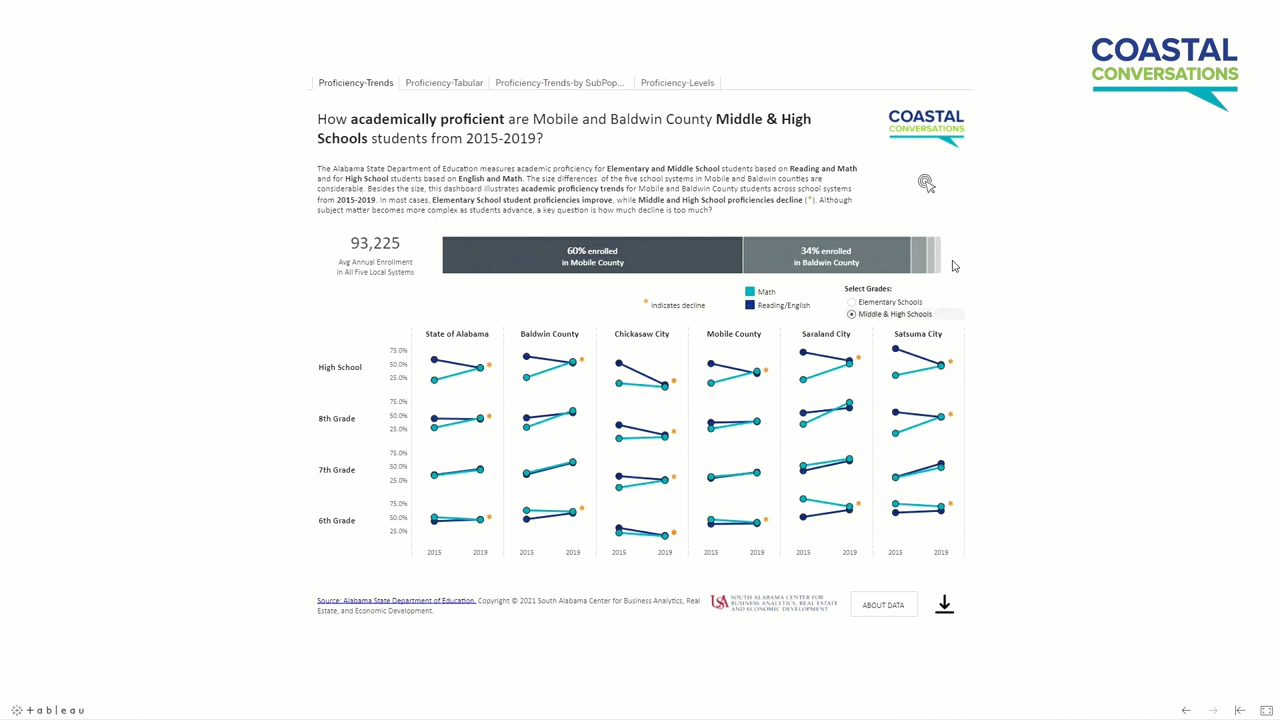 COASTAL
CONVERSATIONS
Proficiency-Trends
Proficiency-Tabular
Proficiency-Trends-by SubPop...
Proficiency-Levels
How academically proficient are Mobile and Baldwin County Middle & High
Schools students from 2015-2019?
COASTAL
CONVERSATIONS
The Alabama State Department of Education measures academic proficiency for Elementary and Middle School students based on Reading and Math
and for High School students based on English and Math. The size differences of the five school systems in Mobile and Baldwin counties are
considerable. Besides the size, this dashboard illustrates academic proficiency trends for Mobile and Baldwin County students across school systems
from 2015-2019. In most cases, Elementary School student proficiencies improve, while Middle and High School proficiencies decline (*). Although
subject matter becomes more complex as students advance, a key question is how much decline is too much?
93,225
Avg Annual Enrollment
in All Five Local Systems
60% enrolled
in Mobile County
34% enrolled
in Baldwin County
* indicates decline
Math
Reading/English
Select Grades:
Elementary Schools
Middle & High Schools
State of Alabama
Baldwin County
Chickasaw City
Mobile County
Saraland City
Satsuma City
High School
75.0%
50.0%
25.0%
8th Grade
75.0%
50.0%
25.0%
7th Grade
75.0%
50.0%
25.0%
6th Grade
75.0%
50.0%
25.0%
2015 2019 2015 2019 2015 2019 2015 2019 2015 2019 2015 2019
Source: Alabama State Department of Education. Copyright © 2021 South Alabama Center for Business Analytics, Real
Estate, and Economic Development.
USA
SOUTH ALABAMA CENTER FOR
BUSINESS ANALYTICS, REAL ESTATE
AND ECONOMIC DEVELOPMENT
ABOUT DATA
+ableau